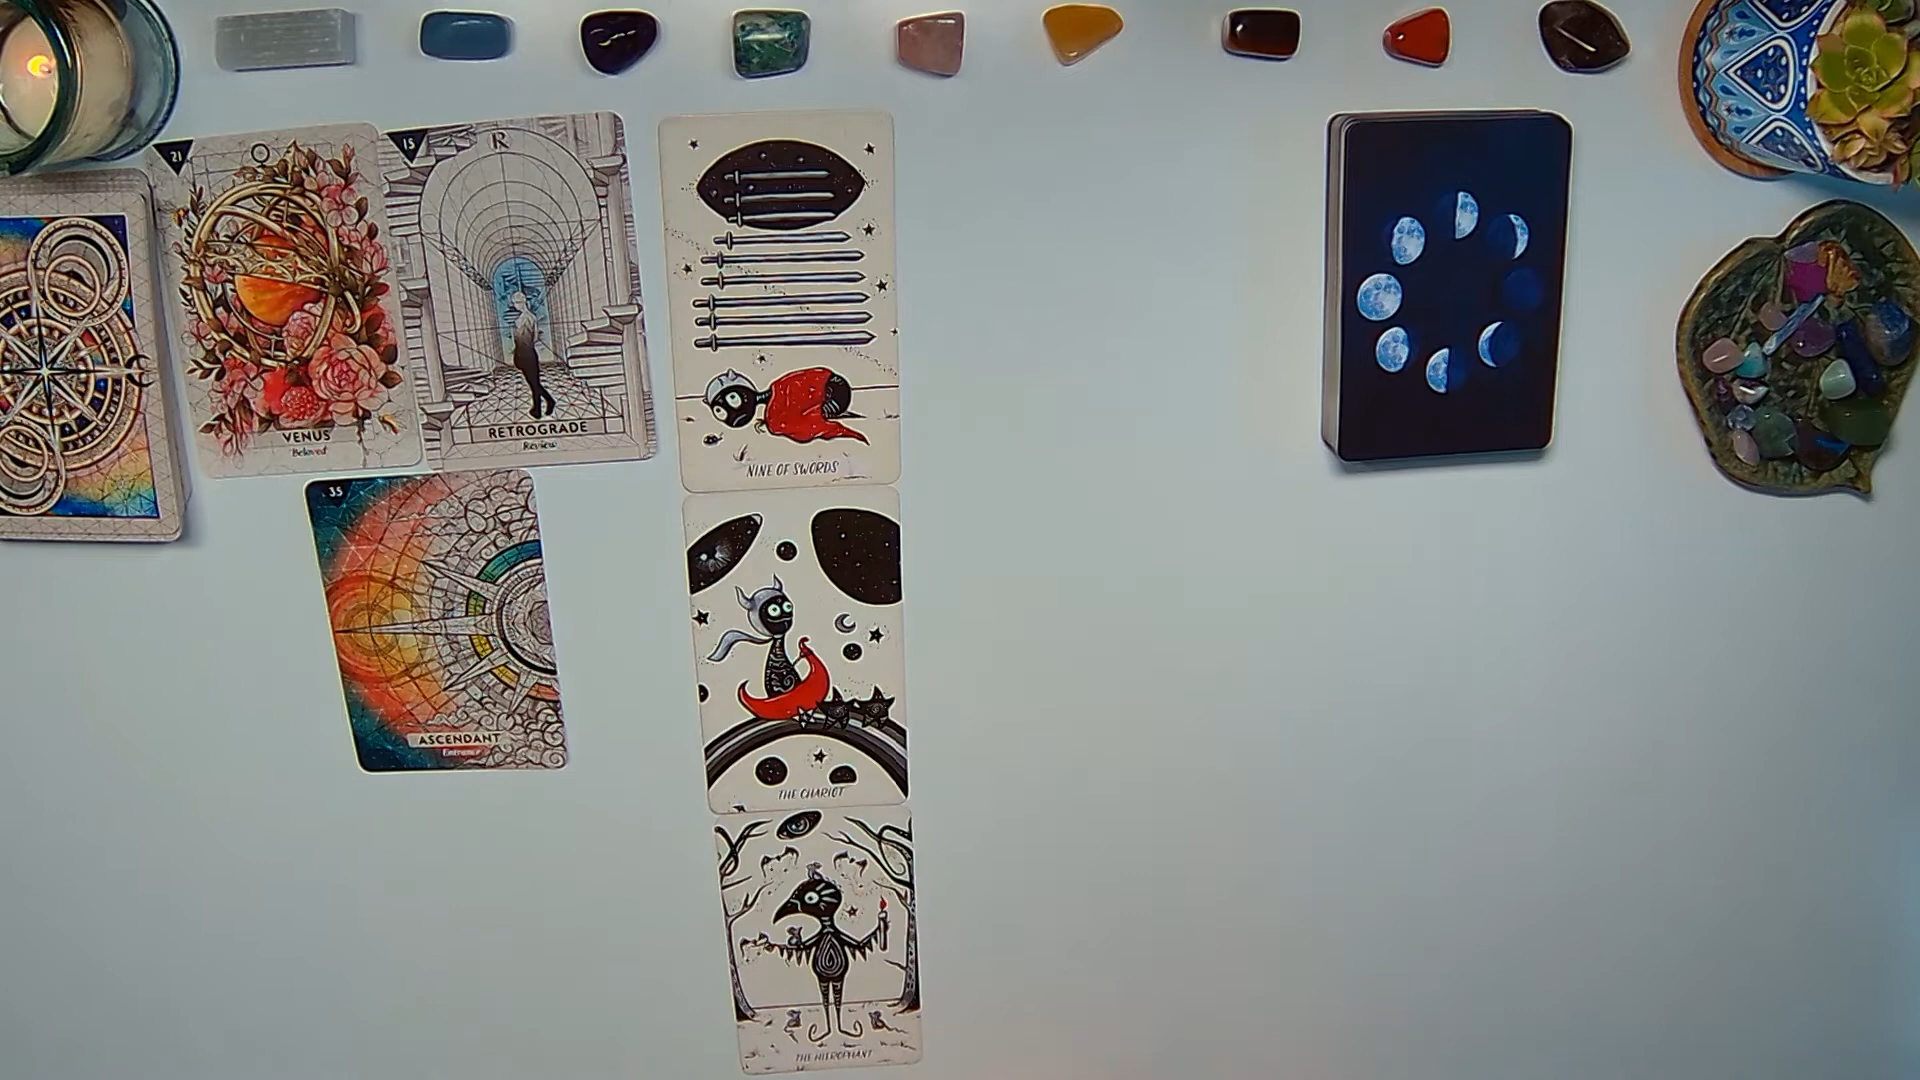 21
VENUS
Beloved
15
R
RETROGRADE
Review
35
ASCENDANT
Entrance
NINE OF SWORDS
THE CHARIOT
THE HIEROPHANT